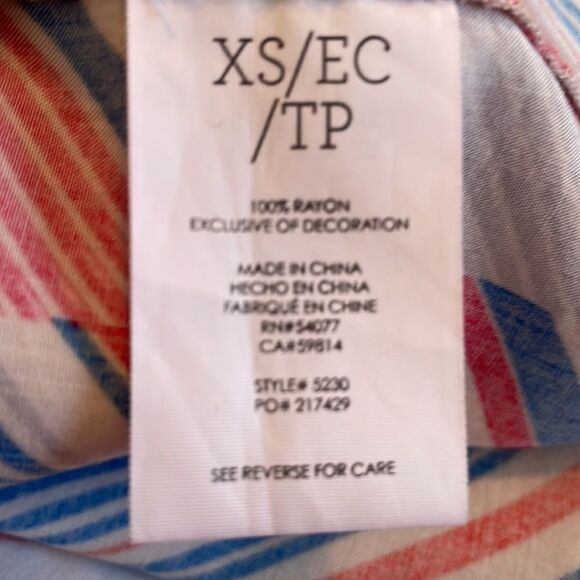 XS/EC
/TP
100% RAYON
EXCLUSIVE OF DECORATION
MADE IN CHINA
HECHO EN CHINA
FABRIQUÉ EN CHINE
RN#54077
CA#59814
STYLE# 5230
PO# 217429
SEE REVERSE FOR CARE